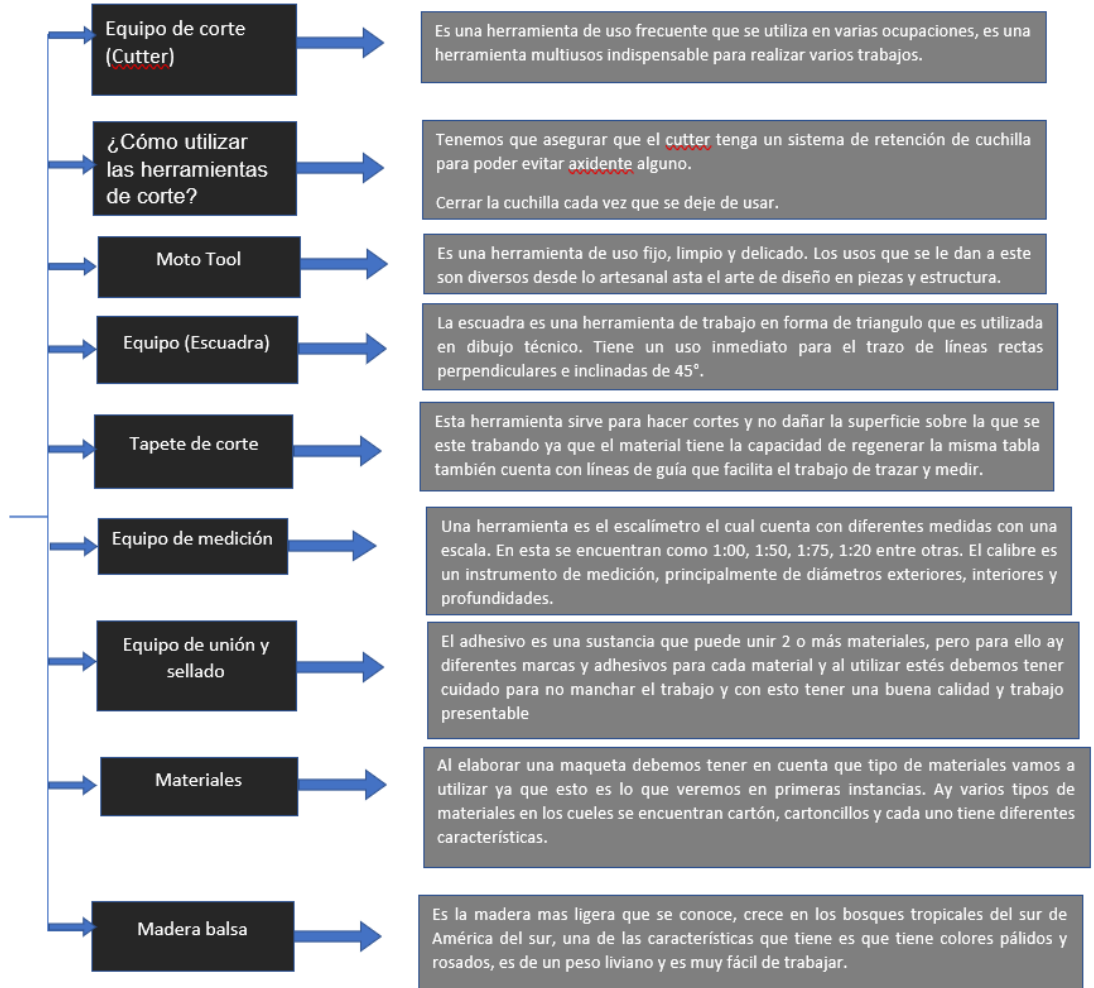 Equipo de corte
(Cutter)
Es una herramienta de uso frecuente que se utiliza en varias ocupaciones, es una
herramienta multiusos indispensable para realizar varios trabajos.
¿Cómo utilizar
las herramientas
de corte?
Tenemos que asegurar que el cutter tenga un sistema de retención de cuchilla
para poder evitar axidente alguno.
Cerrar la cuchilla cada vez que se deje de usar.
Moto Tool
Es una herramienta de uso fijo, limpio y delicado. Los usos que se le dan a este
son diversos desde lo artesanal asta el arte de diseño en piezas y estructura.
Equipo (Escuadra)
La escuadra es una herramienta de trabajo en forma de triangulo que es utilizada
en dibujo técnico. Tiene un uso inmediato para el trazo de líneas rectas
perpendiculares e inclinadas de 45°.
Tapete de corte
Esta herramienta sirve para hacer cortes y no dañar la superficie sobre la que se
este trabando ya que el material tiene la capacidad de regenerar la misma tabla
también cuenta con líneas de guía que facilita el trabajo de trazar y medir.
Equipo de medición
Una herramienta es el escalímetro el cual cuenta con diferentes medidas con una
escala. En esta se encuentran como 1:00, 1:50, 1:75, 1:20 entre otras. El calibre es
un instrumento de medición, principalmente de diámetros exteriores, interiores y
profundidades.
Equipo de unión y
sellado
El adhesivo es una sustancia que puede unir 2 o más materiales, pero para ello ay
diferentes marcas y adhesivos para cada material y al utilizar estés debemos tener
cuidado para no manchar el trabajo y con esto tener una buena calidad y trabajo
presentable
Materiales
Al elaborar una maqueta debemos tener en cuenta que tipo de materiales vamos a
utilizar ya que esto es lo que veremos en primeras instancias. Ay varios tipos de
materiales en los cueles se encuentran cartón, cartoncillos y cada uno tiene diferentes
características.
Madera balsa
Es la madera mas ligera que se conoce, crece en los bosques tropicales del sur de
América del sur, una de las características que tiene es que tiene colores pálidos y
rosados, es de un peso liviano y es muy fácil de trabajar.